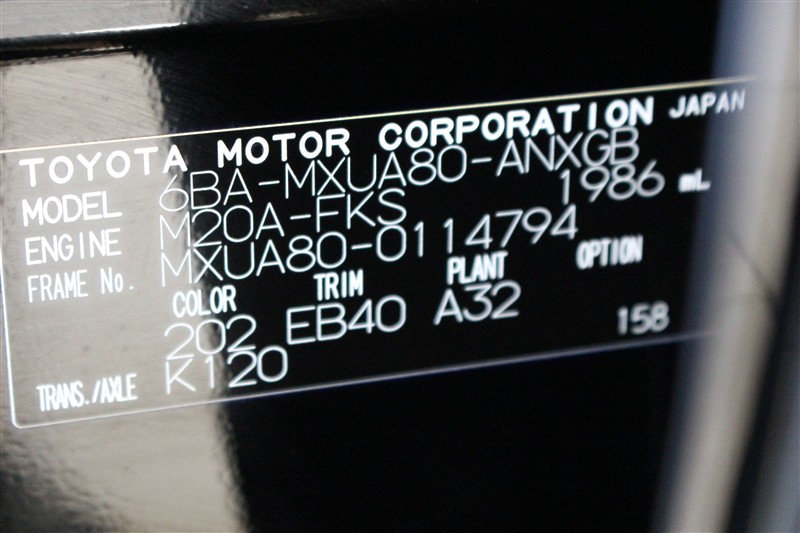 TOYOTA MOTOR CORPORATION JAPAN
MODEL 6BA-MXUA80-ANXGB
ENGINE M20A-FKS 1986 mL
FRAME No. MXUA80-0114794
COLOR TRIM PLANT OPTION
202 EB40 A32
TRANS./AXLE K120 158